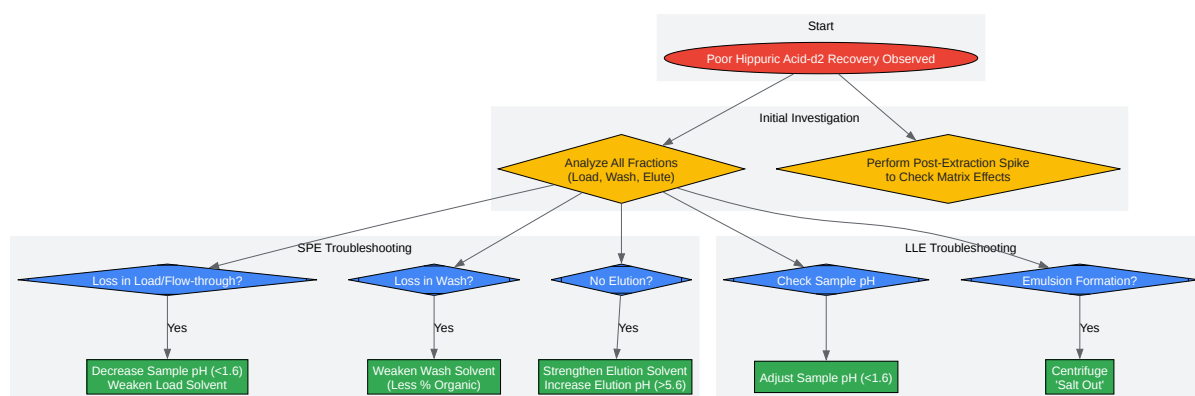 Start
Poor Hippuric Acid-d2 Recovery Observed
Initial Investigation
Analyze All Fractions
(Load, Wash, Elute)
Perform Post-Extraction Spike
to Check Matrix Effects
SPE Troubleshooting
LLE Troubleshooting
Loss in Load/Flow-through?
Loss in Wash?
No Elution?
Check Sample pH
Emulsion Formation?
Yes
Yes
Yes
Yes
Decrease Sample pH (<1.6)
Weaken Load Solvent
Weaken Wash Solvent
(Less % Organic)
Strengthen Elution Solvent
Increase Elution pH (>5.6)
Adjust Sample pH (<1.6)
Centrifuge
'Salt Out'